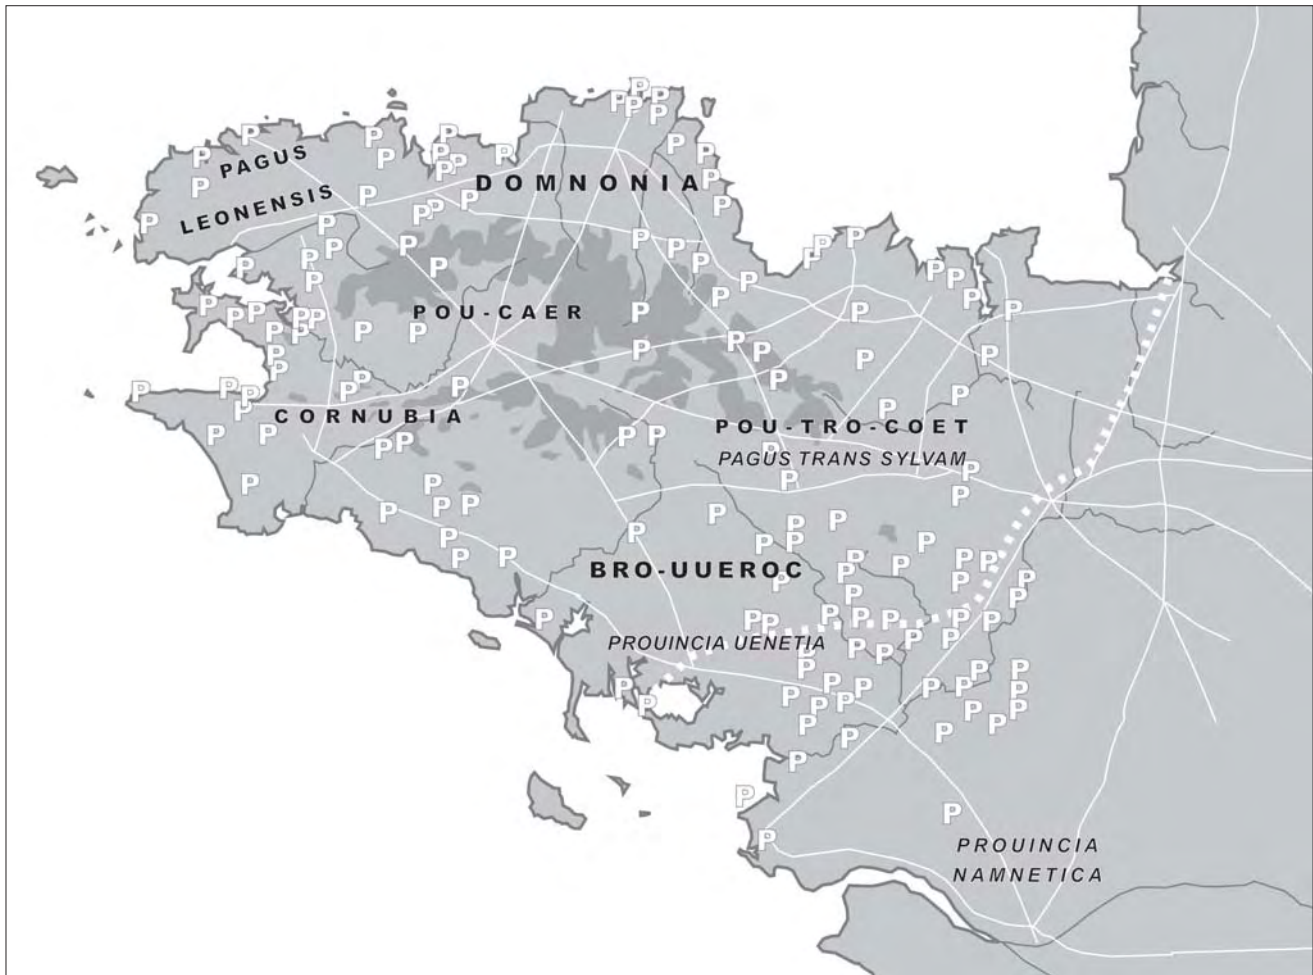 PAGUS
LEONENSIS
DOMNONIA
POU-CAER
CORNUBIA
POU-TRO-COET
PAGUS TRANS SYLVAM
BRO-UUEROC
PROUINCIA UENETIA
PROUINCIA
NAMNETICA